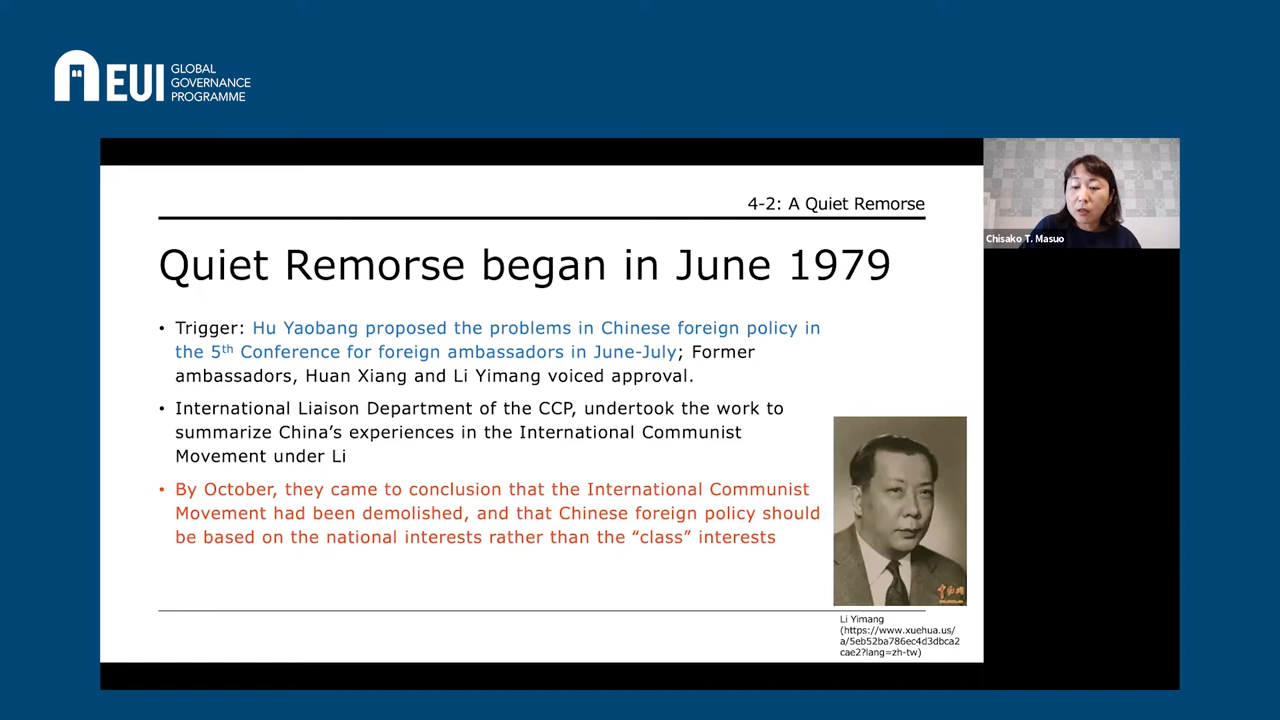 EUI
GLOBAL
GOVERNANCE
PROGRAMME
4-2: A Quiet Remorse
Quiet Remorse began in June 1979
• Trigger: Hu Yaobang proposed the problems in Chinese foreign policy in
the 5th Conference for foreign ambassadors in June-July; Former
ambassadors, Huan Xiang and Li Yimang voiced approval.
• International Liaison Department of the CCP, undertook the work to
summarize China’s experiences in the International Communist
Movement under Li
• By October, they came to conclusion that the International Communist
Movement had been demolished, and that Chinese foreign policy should
be based on the national interests rather than the “class” interests
Li Yimang
(https://www.xuehua.us/
a/5eb52ba786ec4d3dbca2
cae2?lang=zh-tw)
Chisako T. Masuo